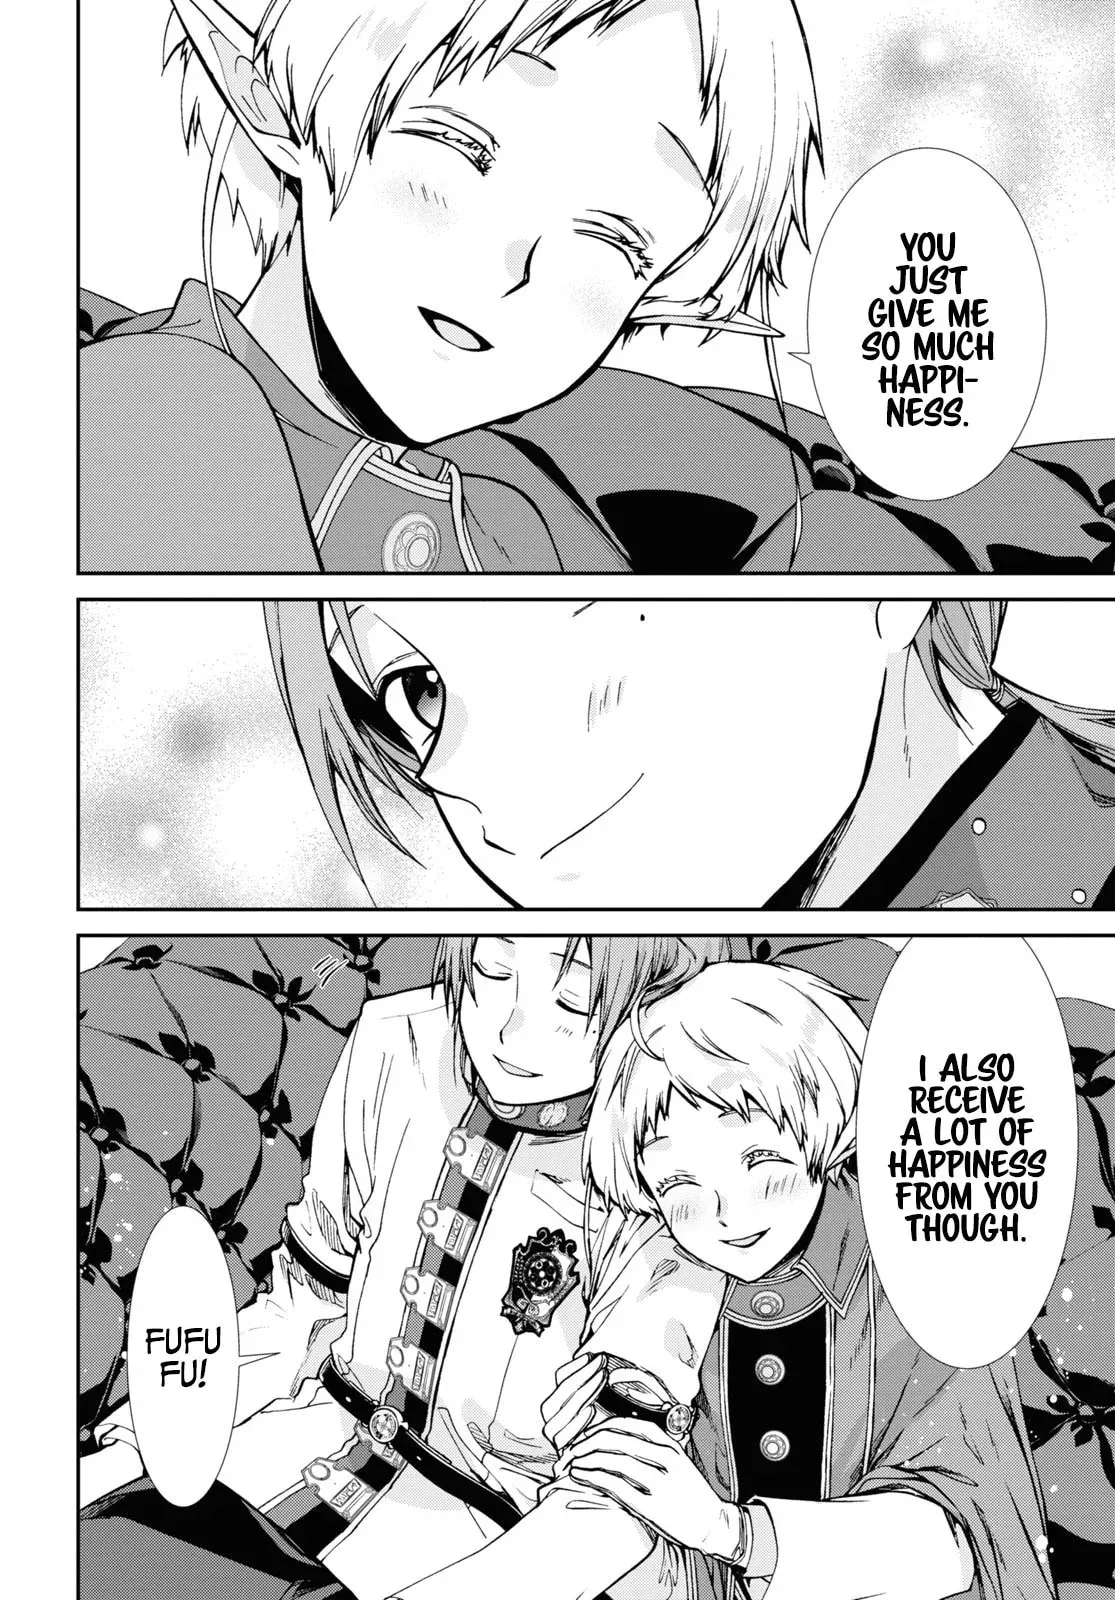 YOU
JUST
GIVE ME
SO MUCH
HAPPI-
NESS.
I ALSO
RECEIVE
A LOT OF
HAPPINESS
FROM YOU
THOUGH.
FUFU
FU!